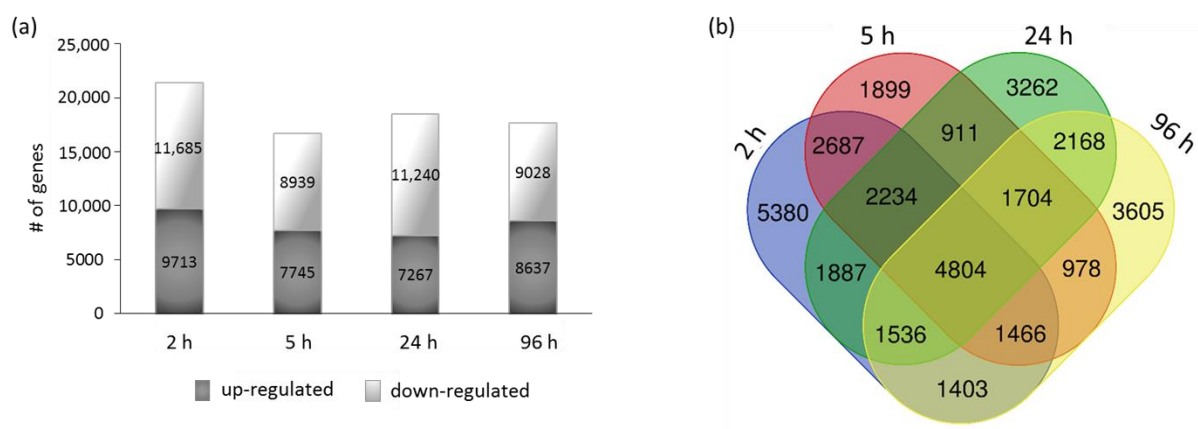 (a)
25,000
20,000
15,000
10,000
5000
0
# of genes
11,685
9713
8939
7745
11,240
7267
9028
8637
2 h
5 h
24 h
96 h
up-regulated
down-regulated
(b)
5 h
24 h
2 h
96 h
1899
3262
2687
911
2168
5380
2234
1704
3605
1887
4804
978
1536
1466
1403